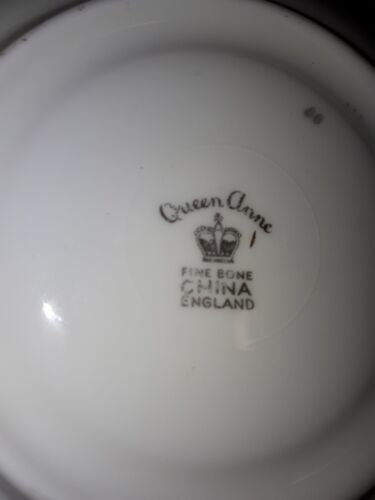 Queen Anne
FINE BONE
CHINA
ENGLAND